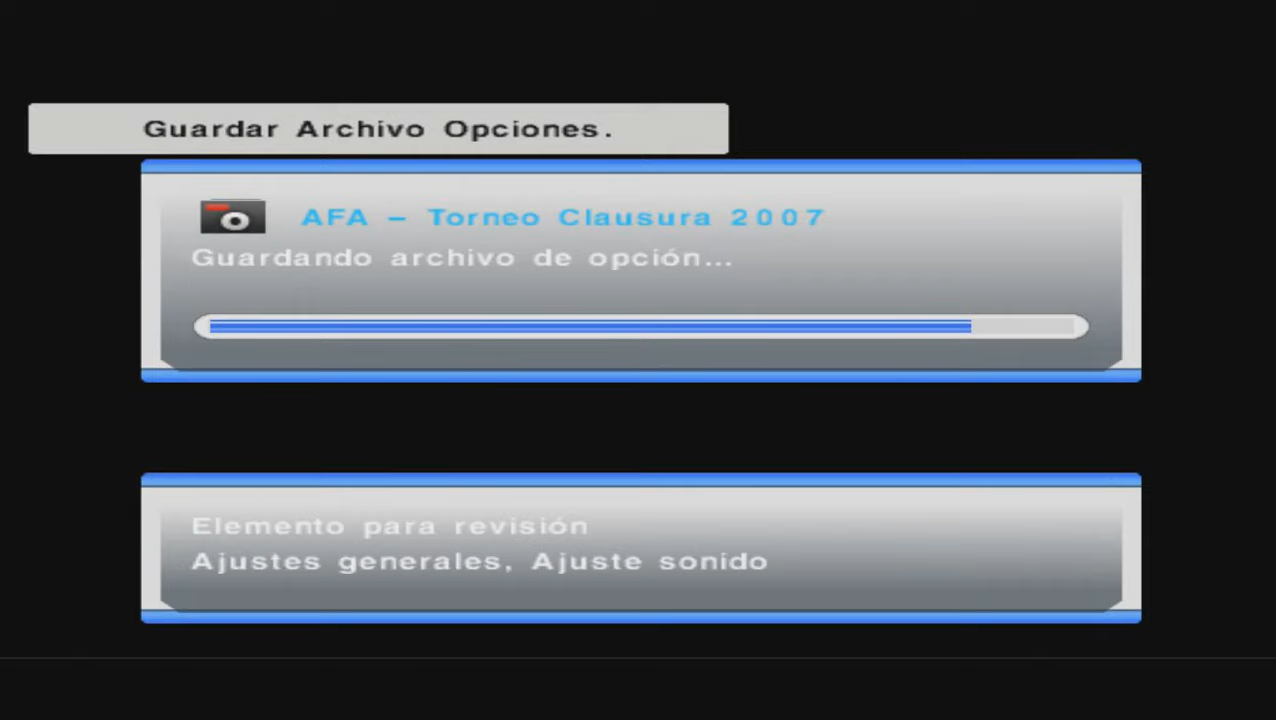 Guardar Archivo Opciones.
AFA – Torneo Clausura 2007
Guardando archivo de opción...
Elemento para revisión
Ajustes generales, Ajuste sonido